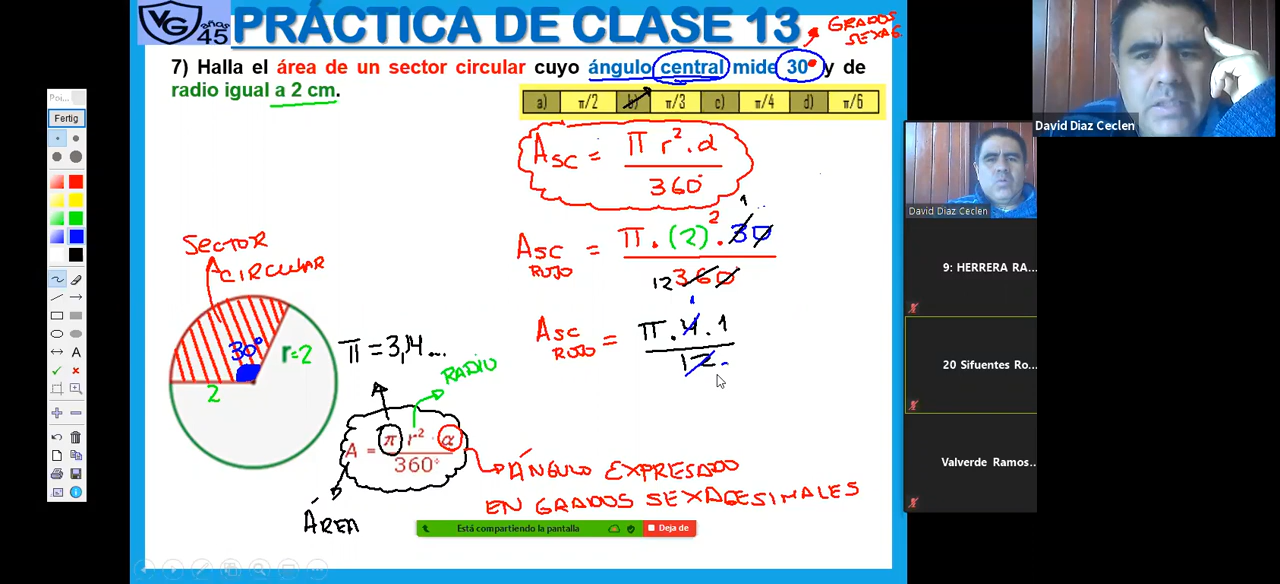 VG
años
45
PRÁCTICA DE CLASE 13
GRADOS
SEXAG.
7) Halla el área de un sector circular cuyo ángulo central mide 30° y de
radio igual a 2 cm.
a) π/2 b) π/3 c) π/4 d) π/6
Asc = π r². α
360°
Asc = π . (2)² . 30
ROJO
1
12 360
Asc = π . 4 . 1
ROJO
1
12
SECTOR
CIRCULAR
30°
r=2
2
π = 3,14...
RADIO
A = π r² · α
360°
ÁREA
ÁNGULO EXPRESADO
EN GRADOS SEXAGESIMALES
Poi...
Fertig
A
Está compartiendo la pantalla
Deja de
David Diaz Ceclen
David Diaz Ceclen
9: HERRERA RA...
20 Sifuentes Ro...
Valverde Ramos...